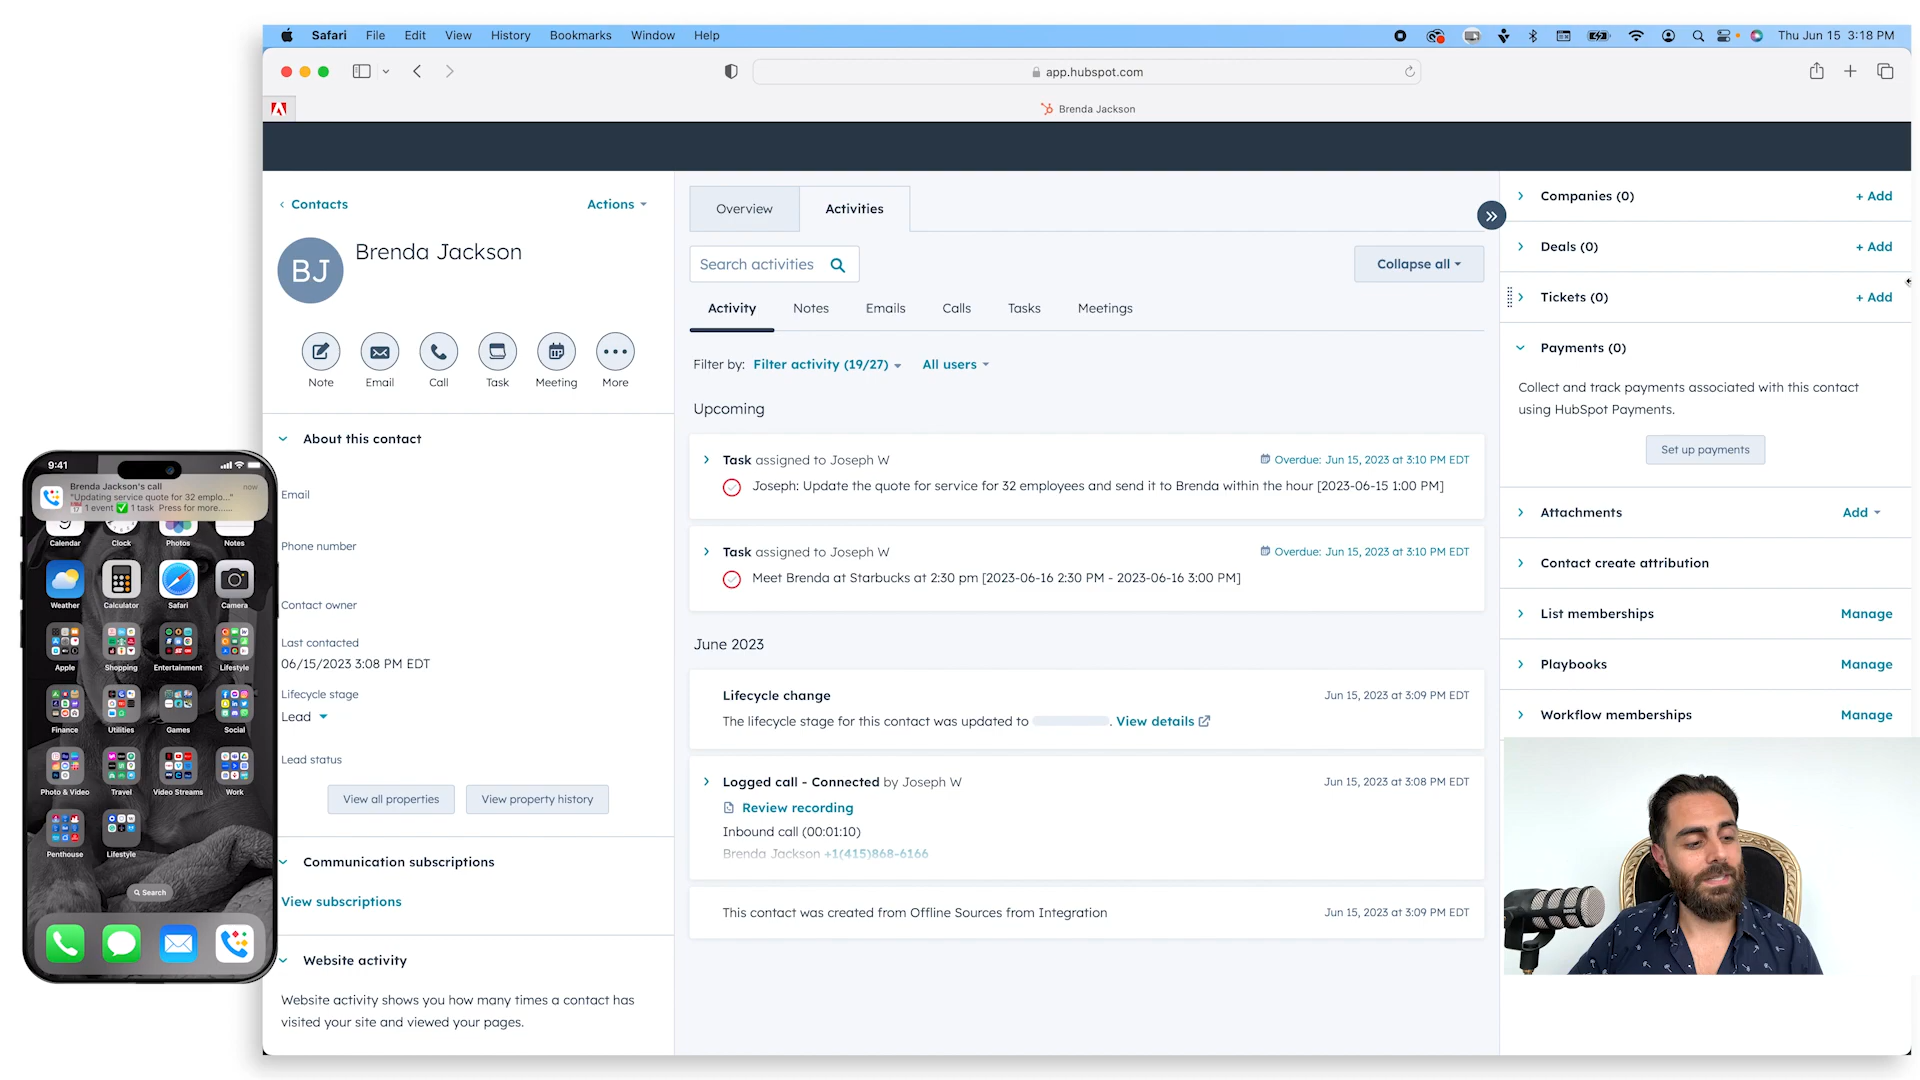 Safari File Edit View History Bookmarks Window Help
Thu Jun 15 3:18 PM
app.hubspot.com
Brenda Jackson
Contacts
Actions
BJ
Brenda Jackson
Note Email Call Task Meeting More
About this contact
Email
Phone number
Contact owner
Last contacted
06/15/2023 3:08 PM EDT
Lifecycle stage
Lead
Lead status
View all properties
View property history
Communication subscriptions
View subscriptions
Website activity
Website activity shows you how many times a contact has
visited your site and viewed your pages.
Overview Activities
Search activities
Collapse all
Activity Notes Emails Calls Tasks Meetings
Filter by: Filter activity (19/27) All users
Upcoming
Task assigned to Joseph W
Overdue: Jun 15, 2023 at 3:10 PM EDT
Joseph: Update the quote for service for 32 employees and send it to Brenda within the hour [2023-06-15 1:00 PM]
Task assigned to Joseph W
Overdue: Jun 15, 2023 at 3:10 PM EDT
Meet Brenda at Starbucks at 2:30 pm [2023-06-16 2:30 PM - 2023-06-16 3:00 PM]
June 2023
Lifecycle change
Jun 15, 2023 at 3:09 PM EDT
The lifecycle stage for this contact was updated to . View details
Logged call - Connected by Joseph W
Jun 15, 2023 at 3:08 PM EDT
Review recording
Inbound call (00:01:10)
Brenda Jackson +1(415)868-6166
This contact was created from Offline Sources from Integration
Jun 15, 2023 at 3:09 PM EDT
Companies (0)
+ Add
Deals (0)
+ Add
Tickets (0)
+ Add
Payments (0)
Collect and track payments associated with this contact
using HubSpot Payments.
Set up payments
Attachments
Add
Contact create attribution
List memberships
Manage
Playbooks
Manage
Workflow memberships
Manage
9:41
Brenda Jackson's call
now
"Updating service quote for 32 emplo..."
1 event ✅ 1 task Press for more......
Calendar Clock Photos Notes
Weather Calculator Safari Camera
Apple Shopping Entertainment Lifestyle
Finance Utilities Games Social
Photo & Video Travel Video Streams Work
Penthouse Lifestyle
Search